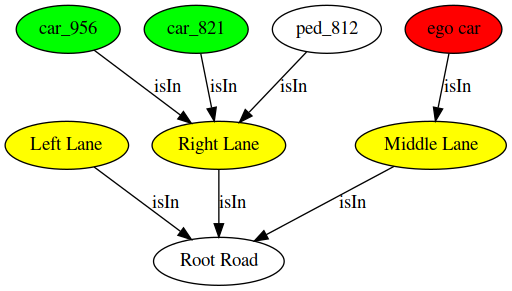 car_956
car_821
ped_812
ego car
isIn
isIn
isIn
isIn
Left Lane
Right Lane
Middle Lane
isIn
isIn
isIn
Root Road